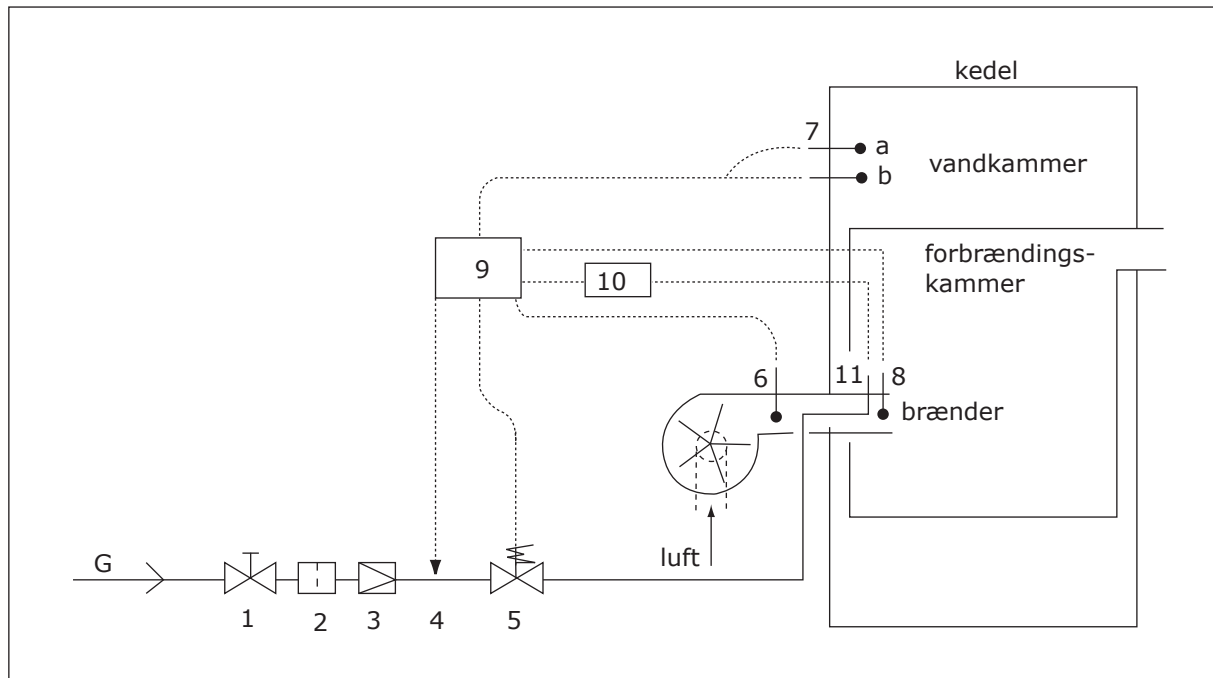 kedel
7
a
b
vandkammer
forbrændings-
kammer
9
10
6
11
8
brænder
luft
G
1
2
3
4
5